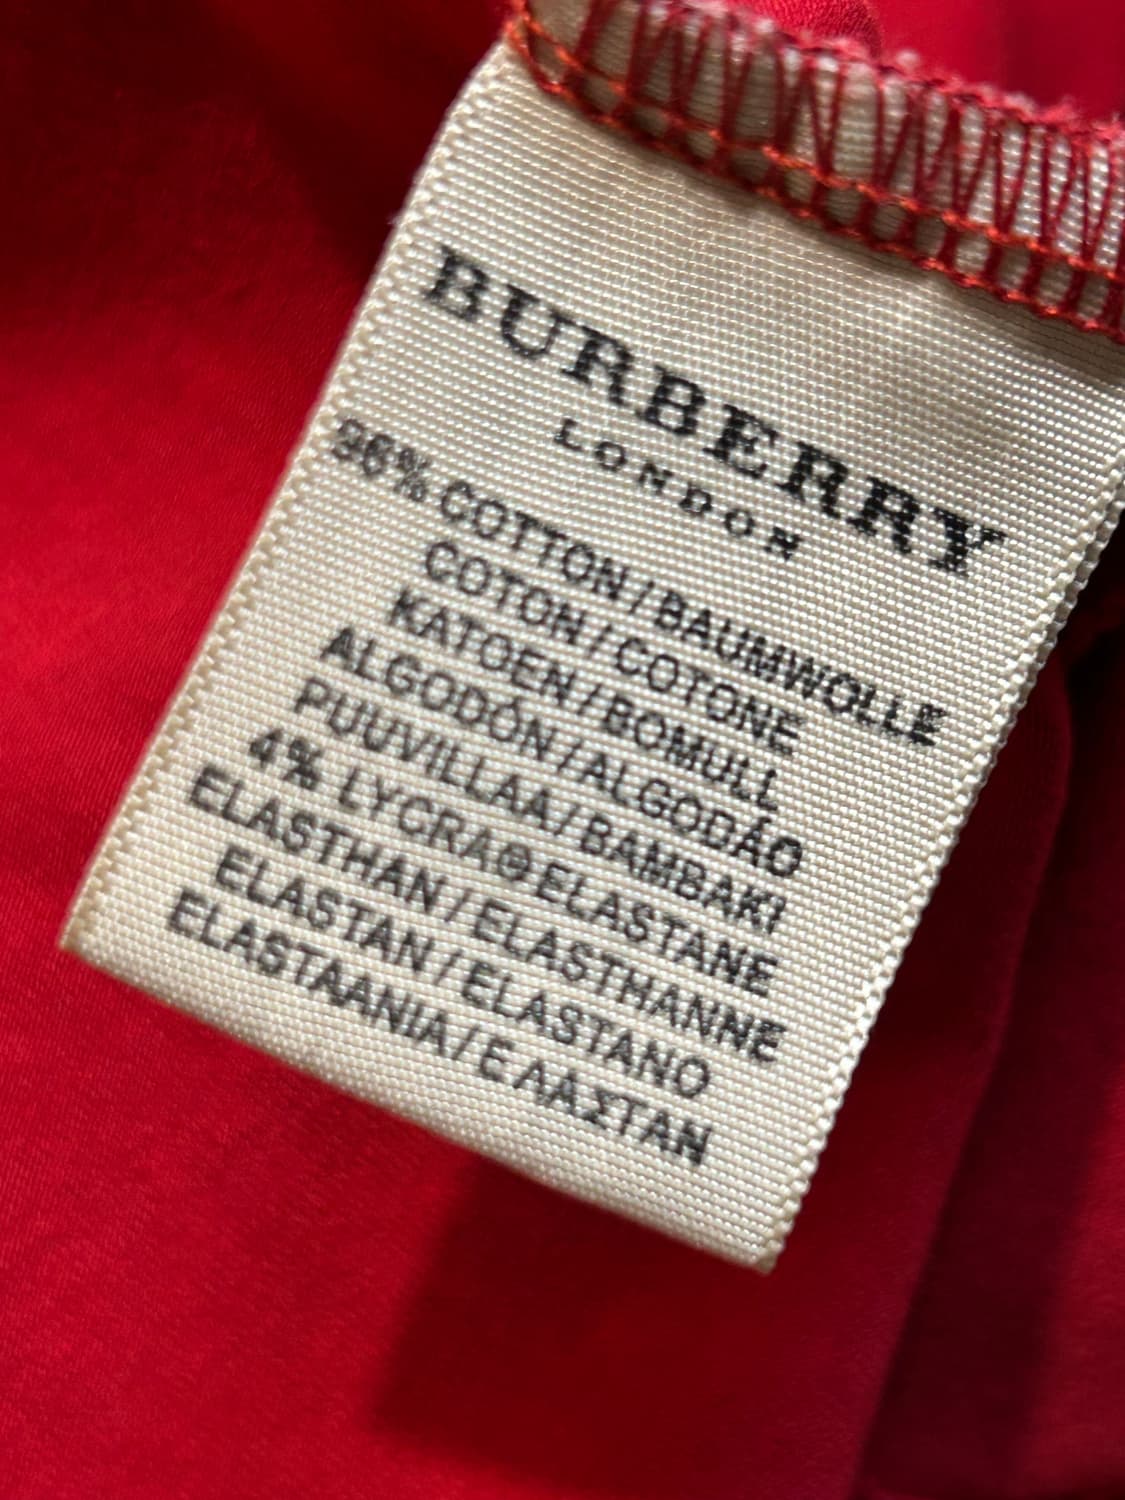 BURBERRY
LONDON
96% COTTON / BAUMWOLLE
COTON / COTONE
KATOEN / BOMULL
ALGODÓN / ALGODÃO
PUUVILLAA / BAMBAKI
4% LYCRA® ELASTANE
ELASTHAN / ELASTHANNE
ELASTAN / ELASTANO
ELASTAANIA / ΕΛΑΣΤΑΝ